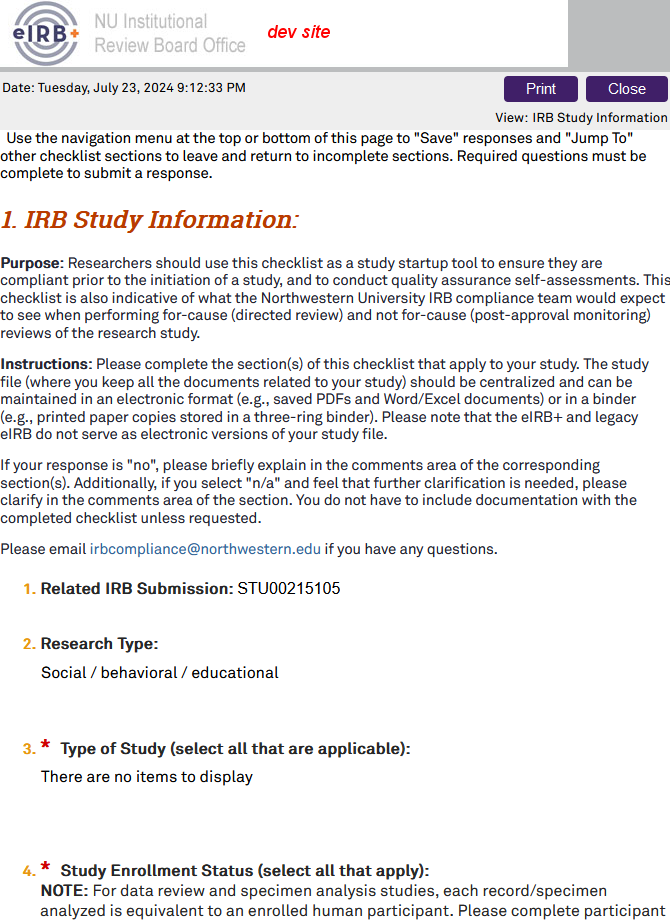 eIRB+
NU Institutional
Review Board Office
dev site
Date: Tuesday, July 23, 2024 9:12:33 PM
Print
Close
View: IRB Study Information
Use the navigation menu at the top or bottom of this page to "Save" responses and "Jump To"
other checklist sections to leave and return to incomplete sections. Required questions must be
complete to submit a response.
1. IRB Study Information:
Purpose: Researchers should use this checklist as a study startup tool to ensure they are
compliant prior to the initiation of a study, and to conduct quality assurance self-assessments. This
checklist is also indicative of what the Northwestern University IRB compliance team would expect
to see when performing for-cause (directed review) and not for-cause (post-approval monitoring)
reviews of the research study.
Instructions: Please complete the section(s) of this checklist that apply to your study. The study
file (where you keep all the documents related to your study) should be centralized and can be
maintained in an electronic format (e.g., saved PDFs and Word/Excel documents) or in a binder
(e.g., printed paper copies stored in a three-ring binder). Please note that the eIRB+ and legacy
eIRB do not serve as electronic versions of your study file.
If your response is "no", please briefly explain in the comments area of the corresponding
section(s). Additionally, if you select "n/a" and feel that further clarification is needed, please
clarify in the comments area of the section. You do not have to include documentation with the
completed checklist unless requested.
Please email irbcompliance@northwestern.edu if you have any questions.
1. Related IRB Submission: STU00215105
2. Research Type:
Social / behavioral / educational
3. * Type of Study (select all that are applicable):
There are no items to display
4. * Study Enrollment Status (select all that apply):
NOTE: For data review and specimen analysis studies, each record/specimen
analyzed is equivalent to an enrolled human participant. Please complete participant